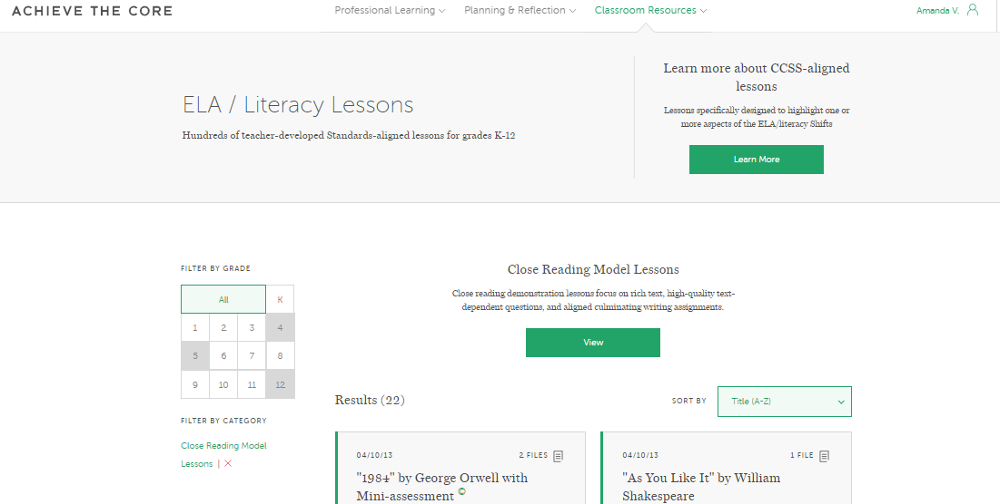 ACHIEVE THE CORE
Professional Learning
Planning & Reflection
Classroom Resources
Amanda V.
ELA / Literacy Lessons
Hundreds of teacher-developed Standards-aligned lessons for grades K-12
Learn more about CCSS-aligned
lessons
Lessons specifically designed to highlight one or
more aspects of the ELA/literacy Shifts
Learn More
FILTER BY GRADE
All K
1 2 3 4
5 6 7 8
9 10 11 12
FILTER BY CATEGORY
Close Reading Model
Lessons | X
Close Reading Model Lessons
Close reading demonstration lessons focus on rich text, high-quality text-
dependent questions, and aligned culminating writing assignments.
View
Results (22)
SORT BY
Title (A-Z)
04/10/13 2 FILES
"1984" by George Orwell with
Mini-assessment ©
04/10/13 1 FILE
"As You Like It" by William
Shakespeare